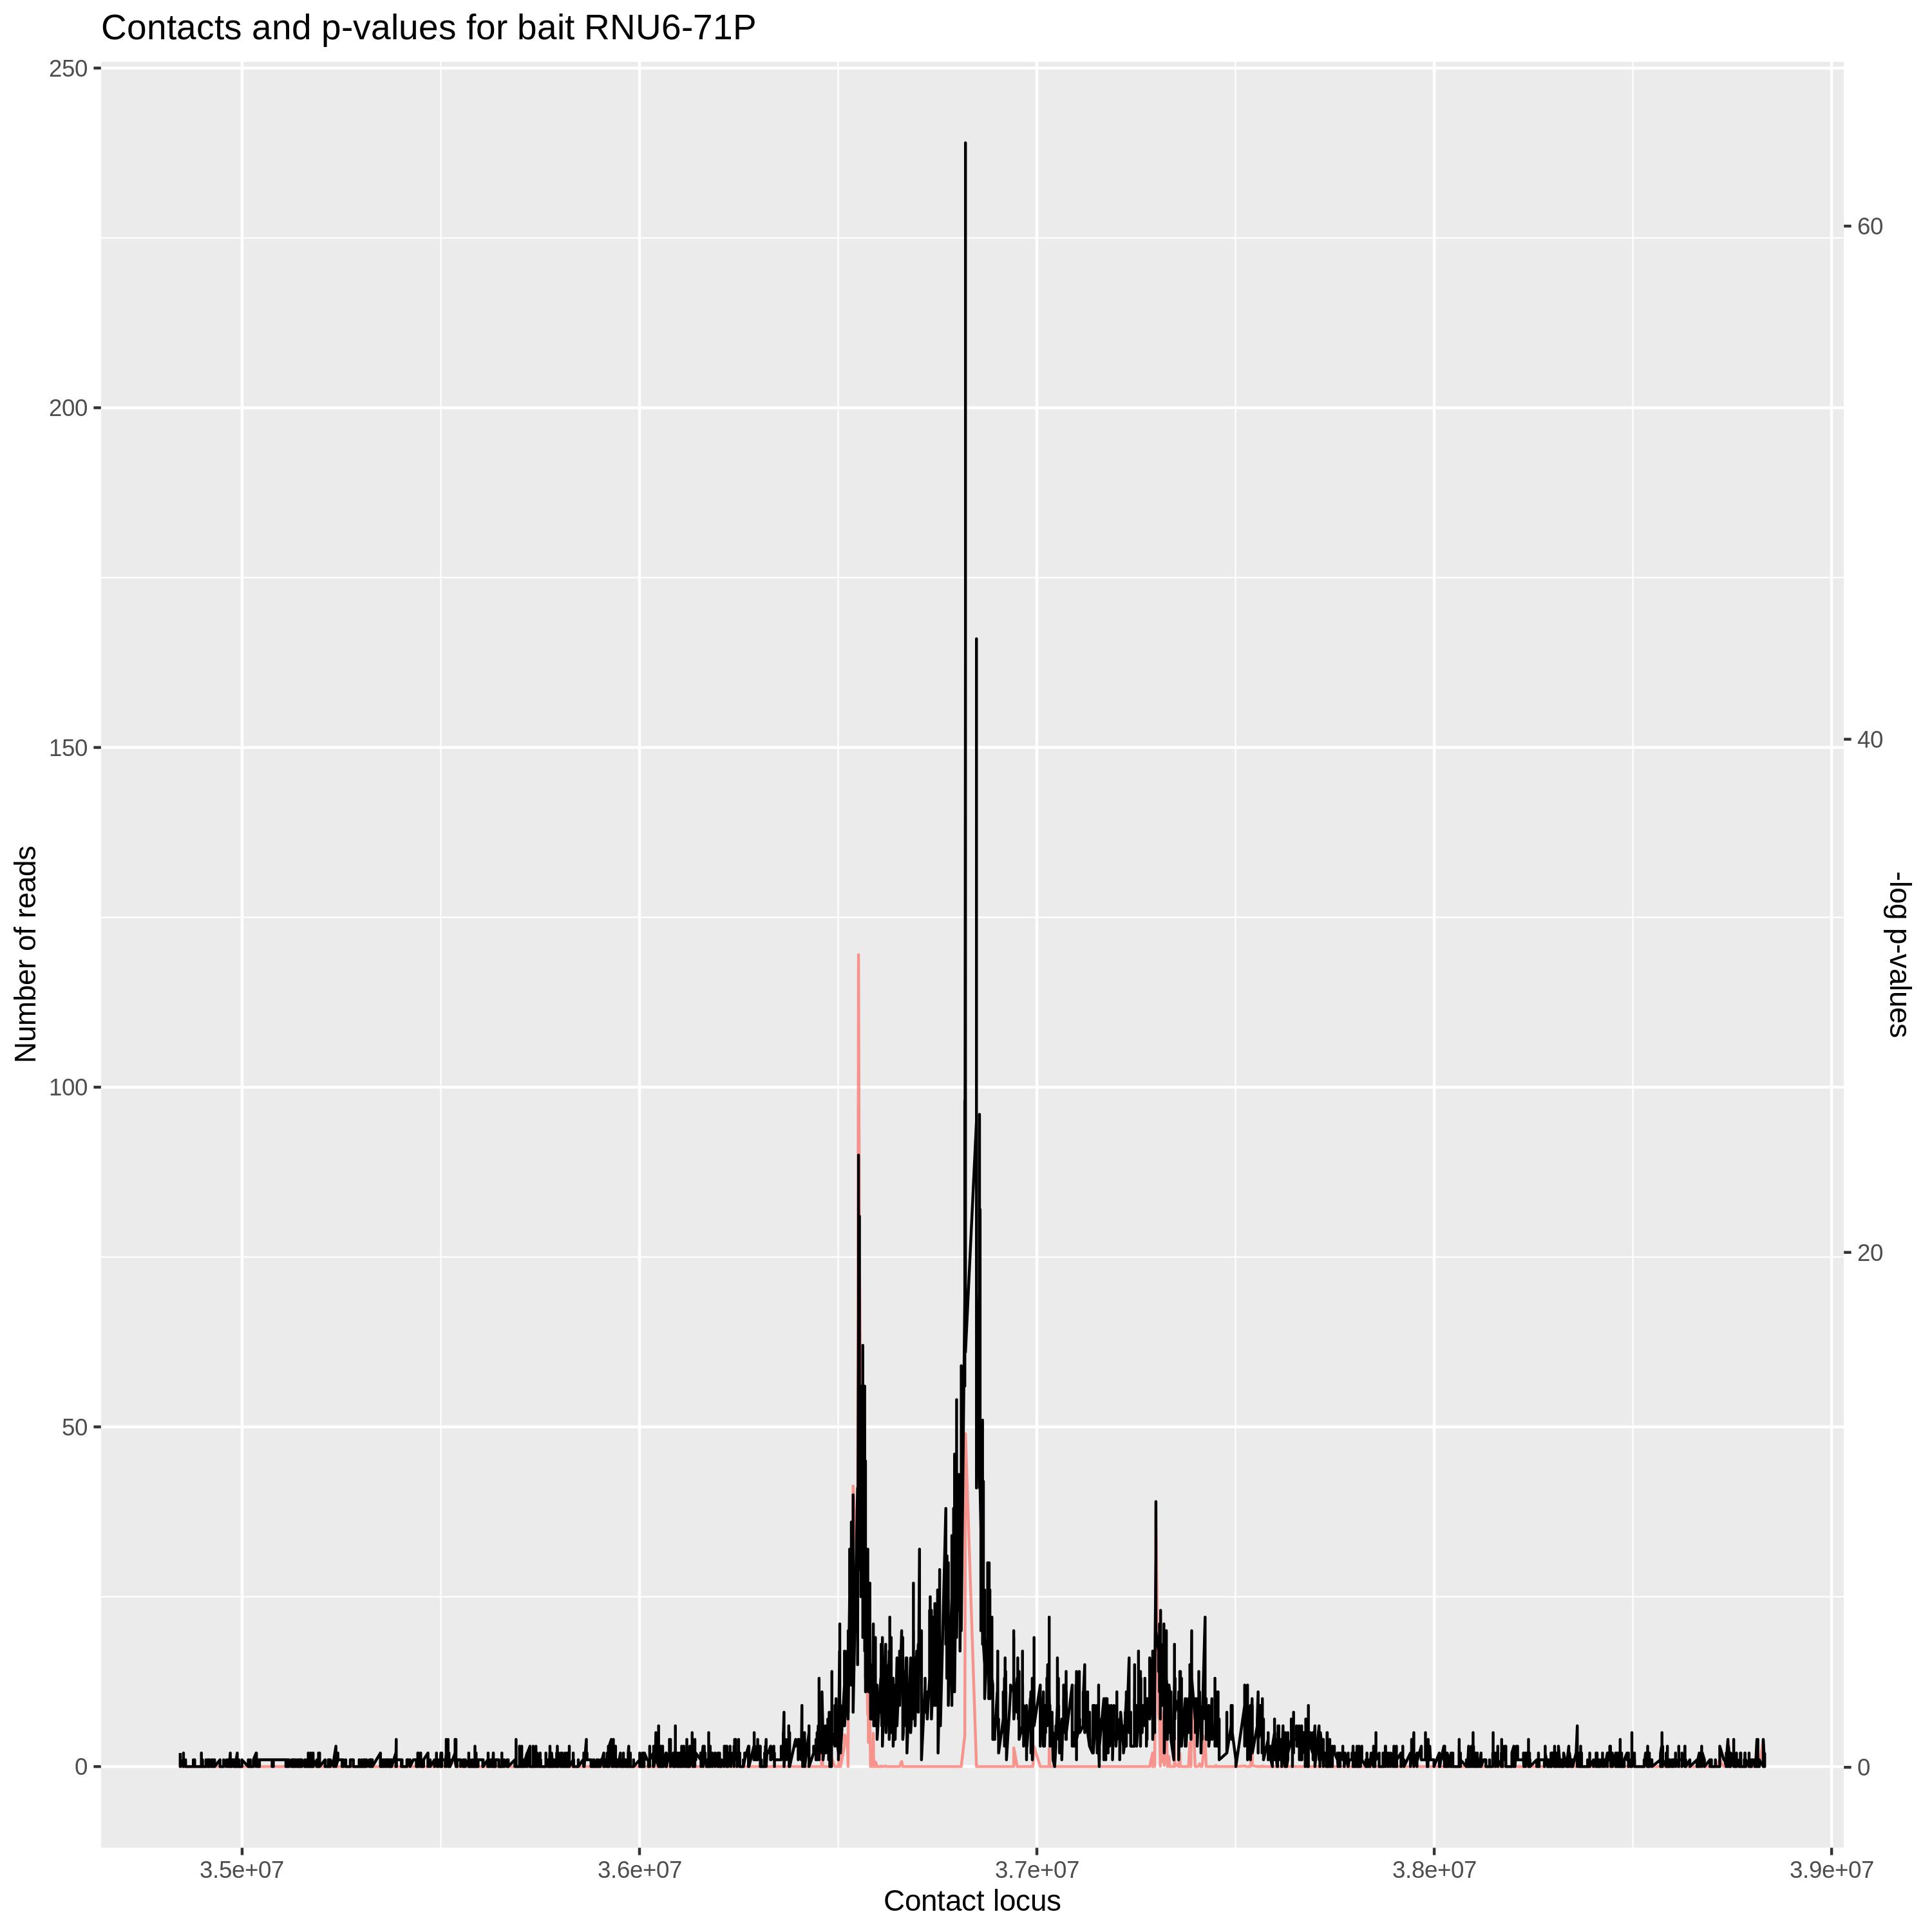 Contacts and p-values for bait RNU6-71P
250
200
150
100
50
0
Number of reads
60
40
20
0
-log p-values
3.5e+07
3.6e+07
3.7e+07
3.8e+07
3.9e+07
Contact locus